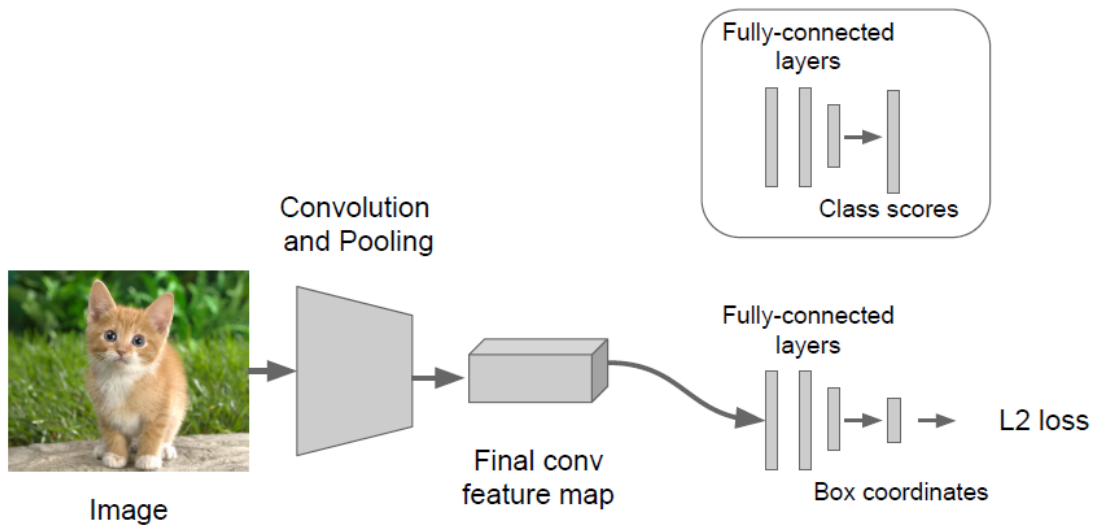 Fully-connected
layers
Class scores
Convolution
and Pooling
Fully-connected
layers
L2 loss
Final conv
feature map
Box coordinates
Image